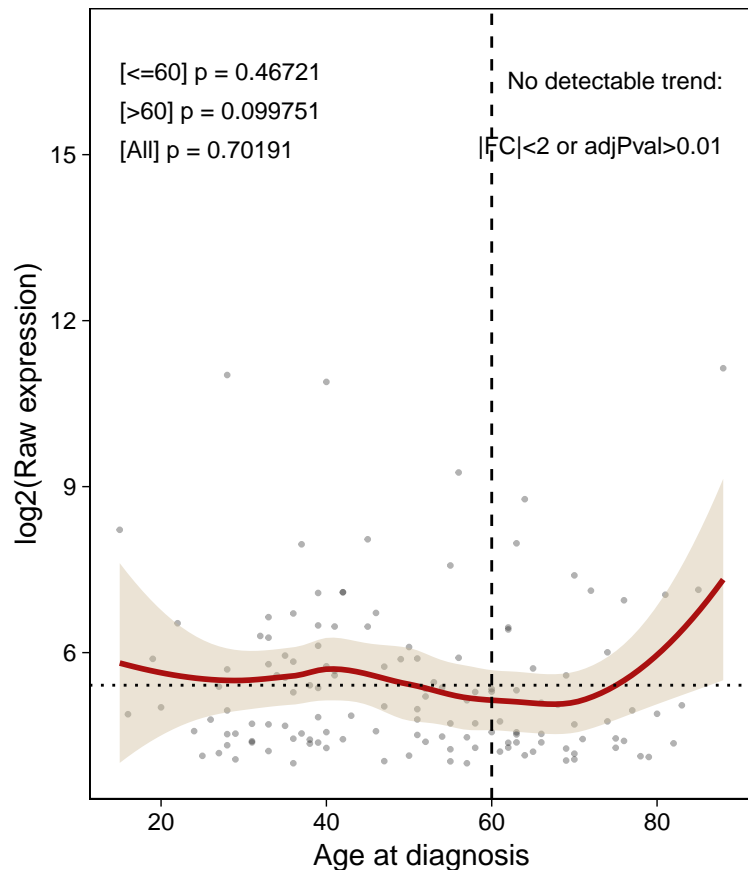 [<=60] p = 0.46721
[>60] p = 0.099751
[All] p = 0.70191
No detectable trend:
|FC|<2 or adjPval>0.01
log2(Raw expression)
15
12
9
6
20
40
60
80
Age at diagnosis